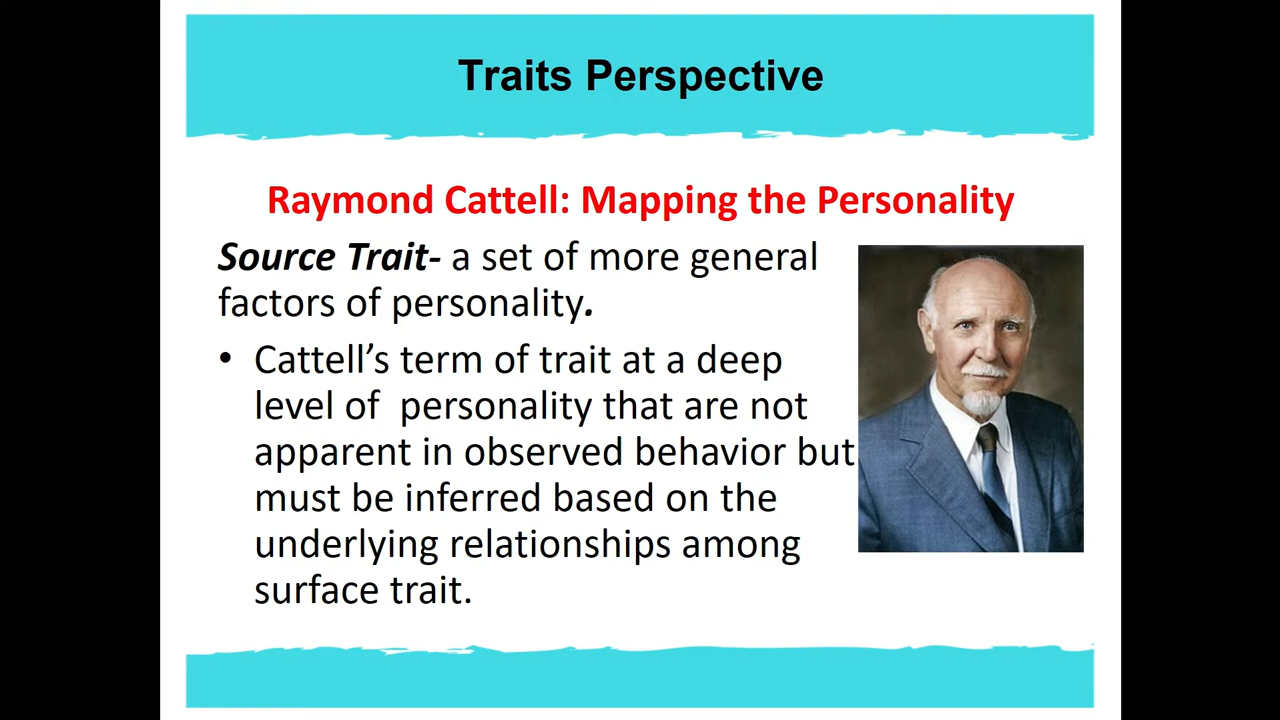 Traits Perspective
Raymond Cattell: Mapping the Personality
Source Trait- a set of more general
factors of personality.
• Cattell’s term of trait at a deep
level of  personality that are not
apparent in observed behavior but
must be inferred based on the
underlying relationships among
surface trait.